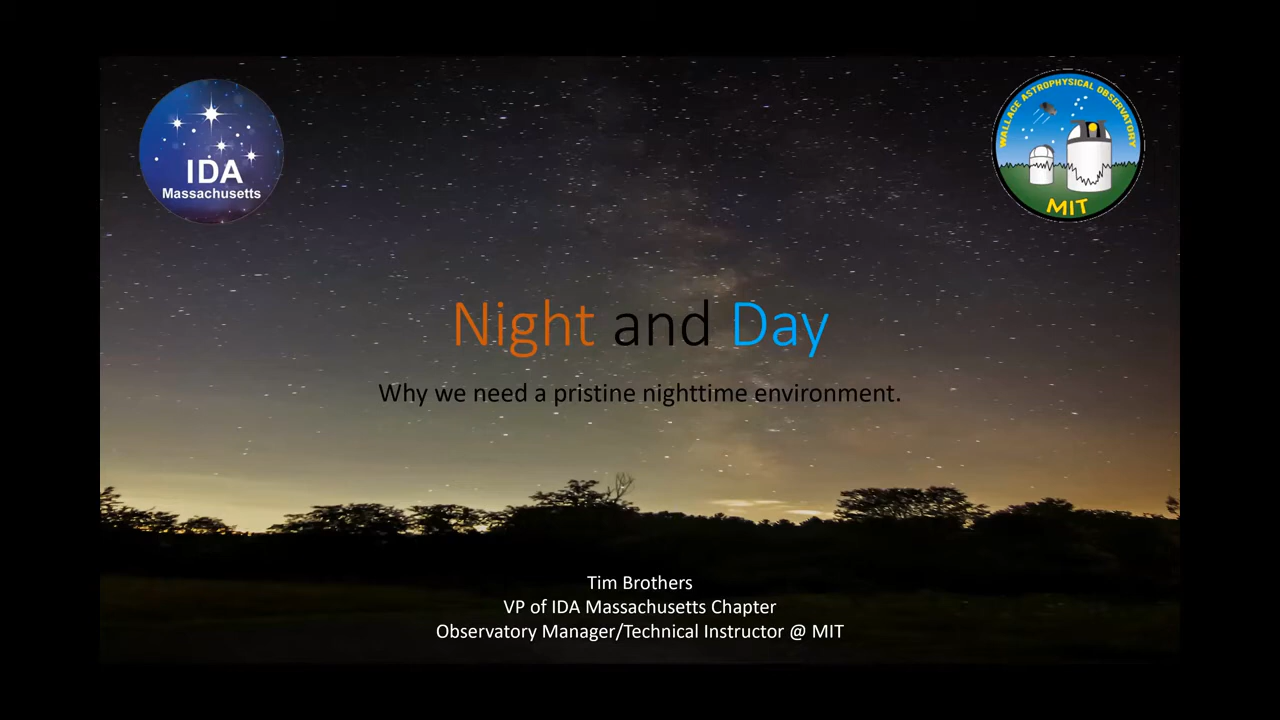 IDA
Massachusetts
WALLACE ASTROPHYSICAL OBSERVATORY
MIT
Night and Day
Why we need a pristine nighttime environment.
Tim Brothers
VP of IDA Massachusetts Chapter
Observatory Manager/Technical Instructor @ MIT